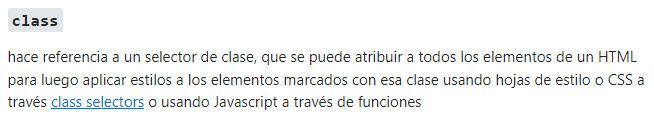 class
hace referencia a un selector de clase, que se puede atribuir a todos los elementos de un HTML
para luego aplicar estilos a los elementos marcados con esa clase usando hojas de estilo o CSS a
través class selectors o usando Javascript a través de funciones